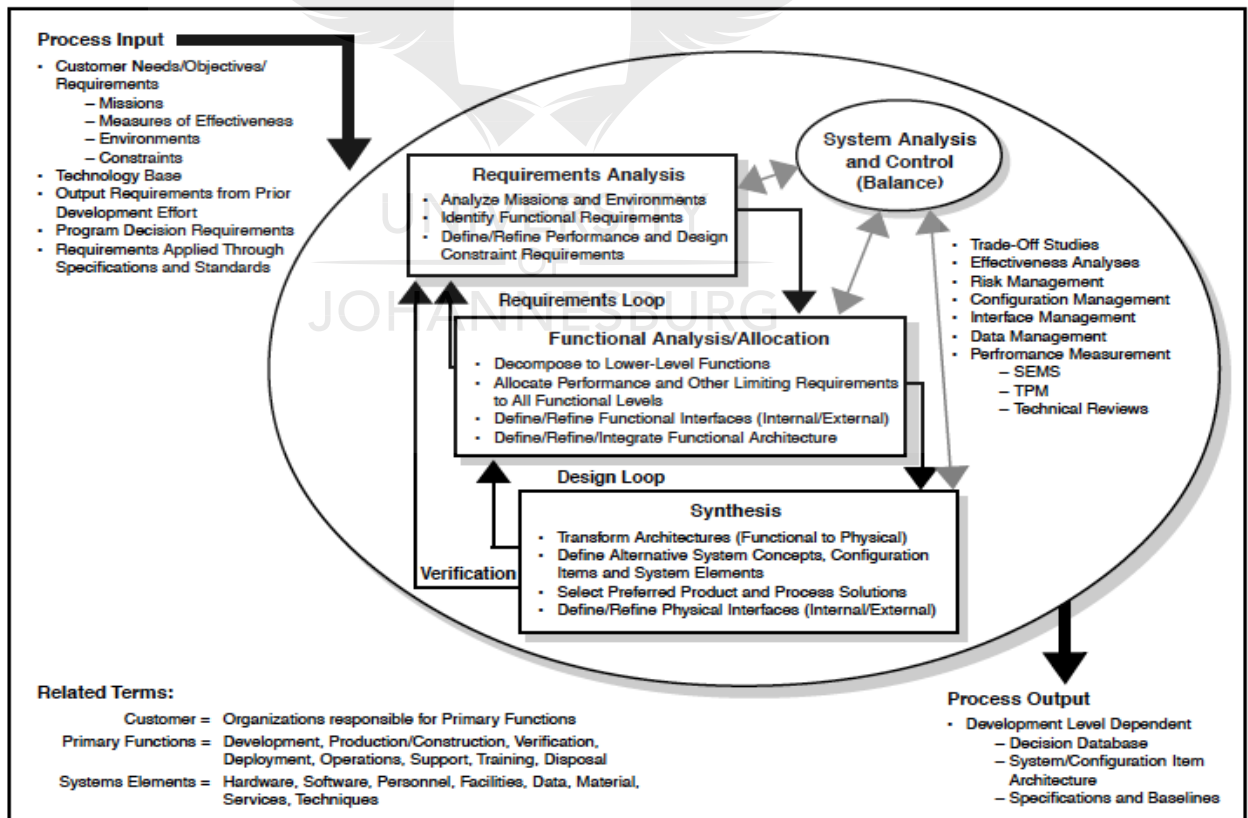 Process Input
• Customer Needs/Objectives/
Requirements
– Missions
– Measures of Effectiveness
– Environments
– Constraints
• Technology Base
• Output Requirements from Prior
Development Effort
• Program Decision Requirements
• Requirements Applied Through
Specifications and Standards
System Analysis
and Control
(Balance)
Requirements Analysis
• Analyze Missions and Environments
• Identify Functional Requirements
• Define/Refine Performance and Design
Constraint Requirements
UNIVERSITY
OF
JOHANNESBURG
• Trade-Off Studies
• Effectiveness Analyses
• Risk Management
• Configuration Management
• Interface Management
• Data Management
• Perfromance Measurement
– SEMS
– TPM
– Technical Reviews
Requirements Loop
Functional Analysis/Allocation
• Decompose to Lower-Level Functions
• Allocate Performance and Other Limiting Requirements
to All Functional Levels
• Define/Refine Functional Interfaces (Internal/External)
• Define/Refine/Integrate Functional Architecture
Design Loop
Synthesis
• Transform Architectures (Functional to Physical)
• Define Alternative System Concepts, Configuration
Items and System Elements
• Select Preferred Product and Process Solutions
• Define/Refine Physical Interfaces (Internal/External)
Verification
Related Terms:
Customer = Organizations responsible for Primary Functions
Primary Functions = Development, Production/Construction, Verification,
Deployment, Operations, Support, Training, Disposal
Systems Elements = Hardware, Software, Personnel, Facilities, Data, Material,
Services, Techniques
Process Output
• Development Level Dependent
– Decision Database
– System/Configuration Item
Architecture
– Specifications and Baselines